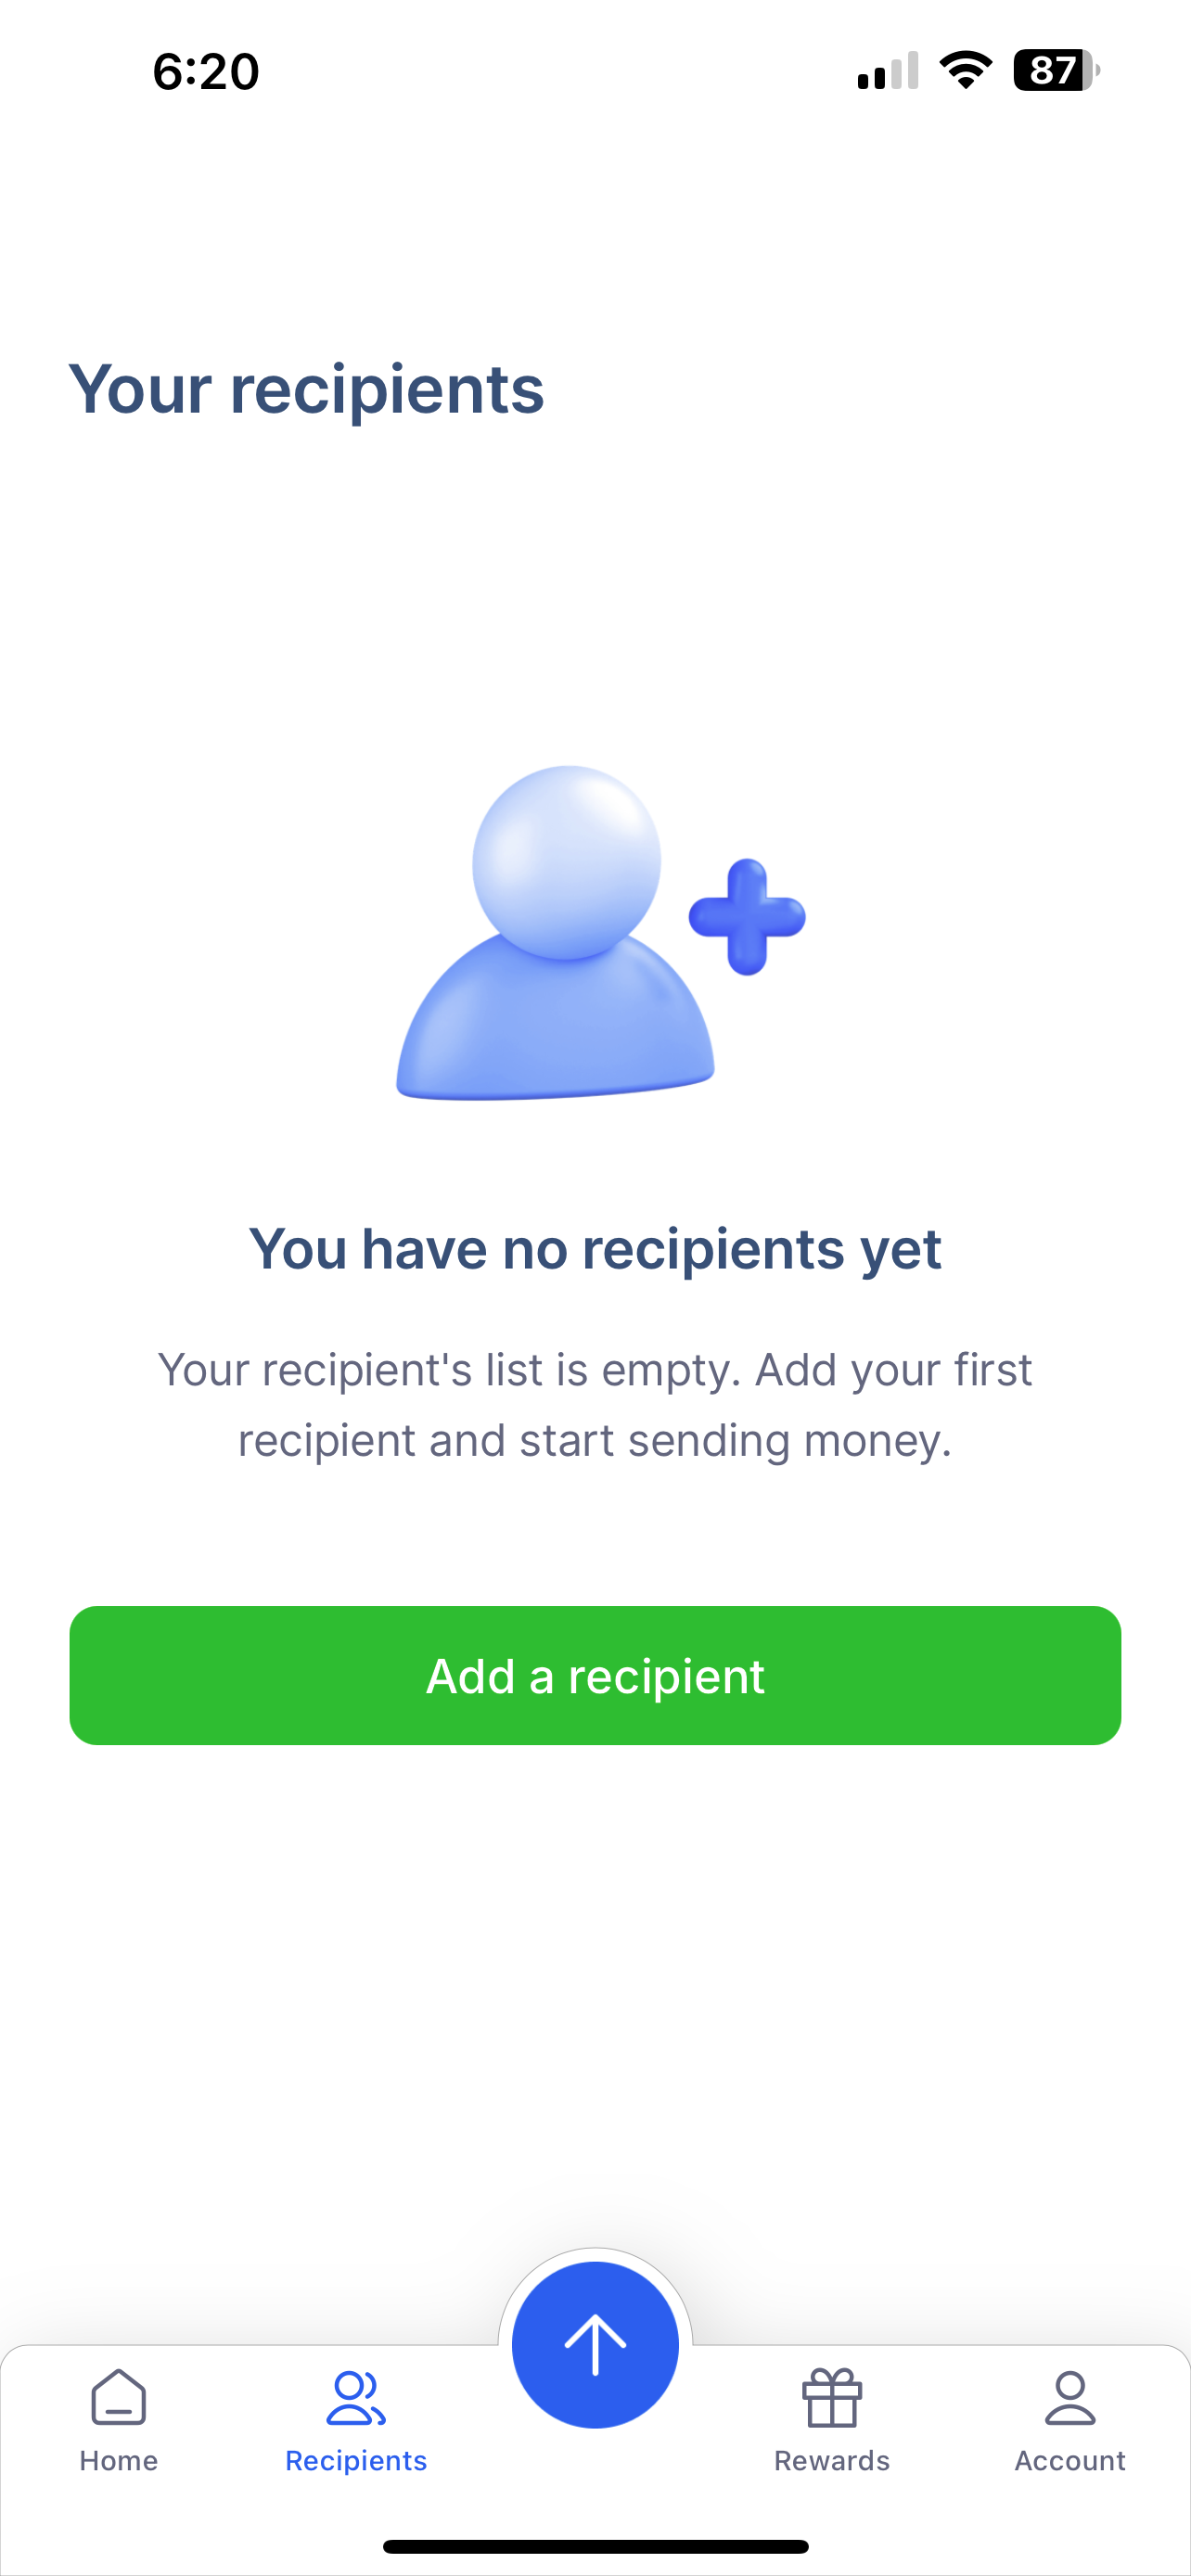 6:20
87
Your recipients
You have no recipients yet
Your recipient's list is empty. Add your first
recipient and start sending money.
Add a recipient
Home
Recipients
Rewards
Account